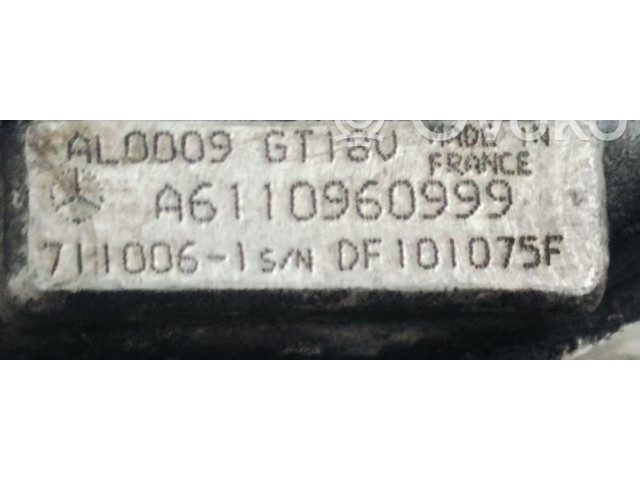 AL0009 GT18V MADE IN
FRANCE
A6110960999
711006-1 S/N DF101075F